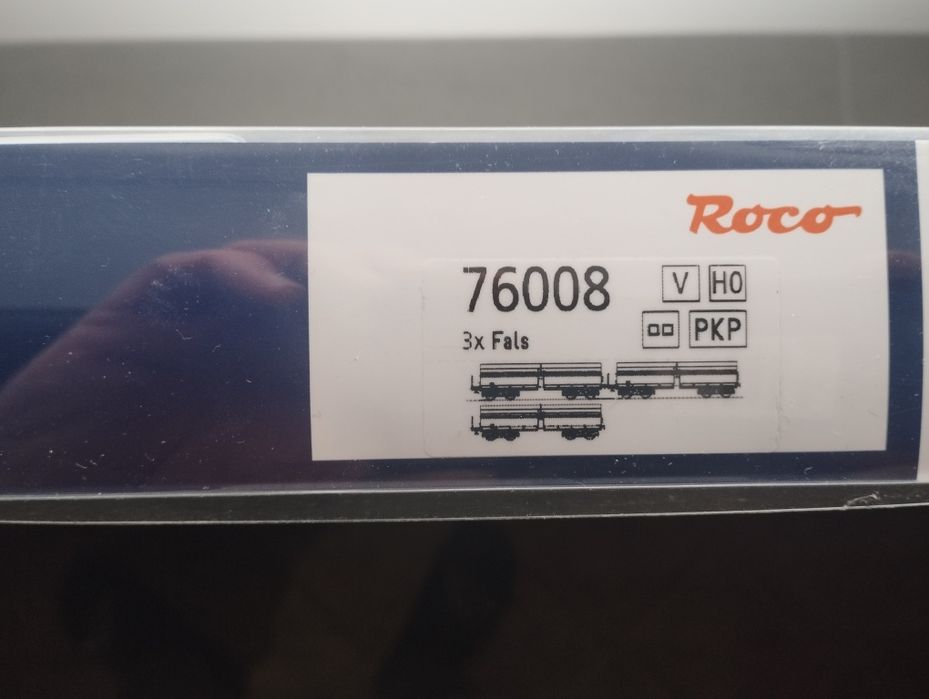 Roco
76008 V H0
3x Fals PKP